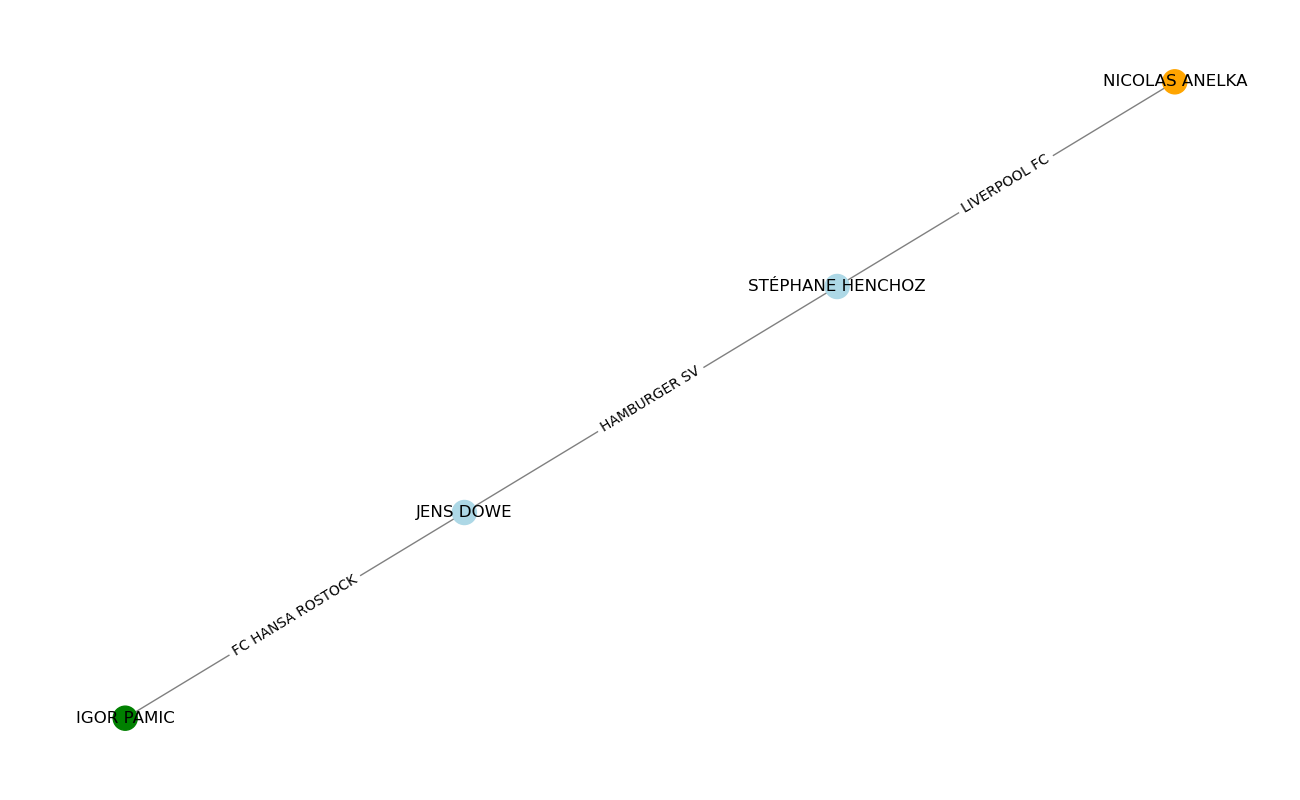 NICOLAS ANELKA
LIVERPOOL FC
STÉPHANE HENCHOZ
HAMBURGER SV
JENS DOWE
FC HANSA ROSTOCK
IGOR PAMIC